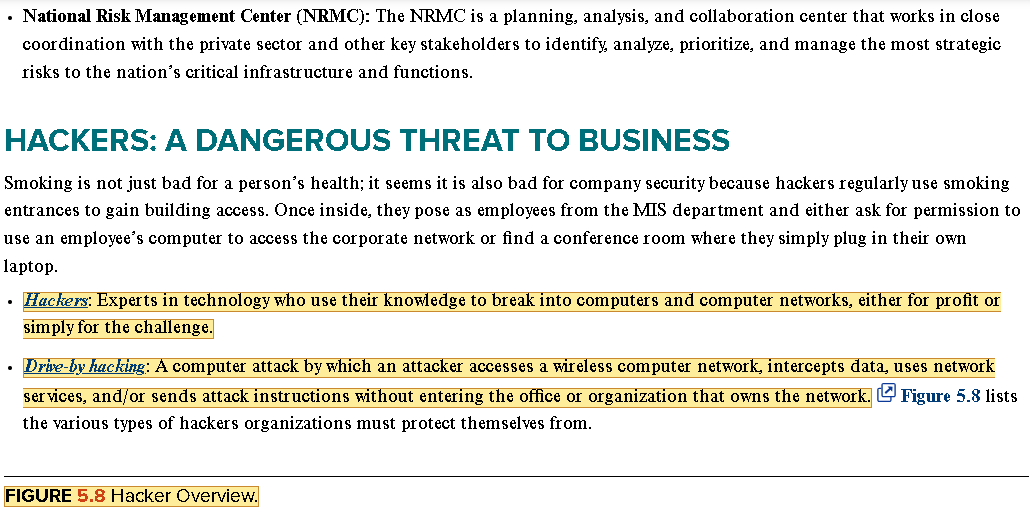 • National Risk Management Center (NRMC): The NRMC is a planning, analysis, and collaboration center that works in close
coordination with the private sector and other key stakeholders to identify, analyze, prioritize, and manage the most strategic
risks to the nation’s critical infrastructure and functions.
HACKERS: A DANGEROUS THREAT TO BUSINESS
Smoking is not just bad for a person’s health; it seems it is also bad for company security because hackers regularly use smoking
entrances to gain building access. Once inside, they pose as employees from the MIS department and either ask for permission to
use an employee’s computer to access the corporate network or find a conference room where they simply plug in their own
laptop.
• Hackers: Experts in technology who use their knowledge to break into computers and computer networks, either for profit or
simply for the challenge.
• Drive-by hacking: A computer attack by which an attacker accesses a wireless computer network, intercepts data, uses network
services, and/or sends attack instructions without entering the office or organization that owns the network. Figure 5.8 lists
the various types of hackers organizations must protect themselves from.
FIGURE 5.8 Hacker Overview.